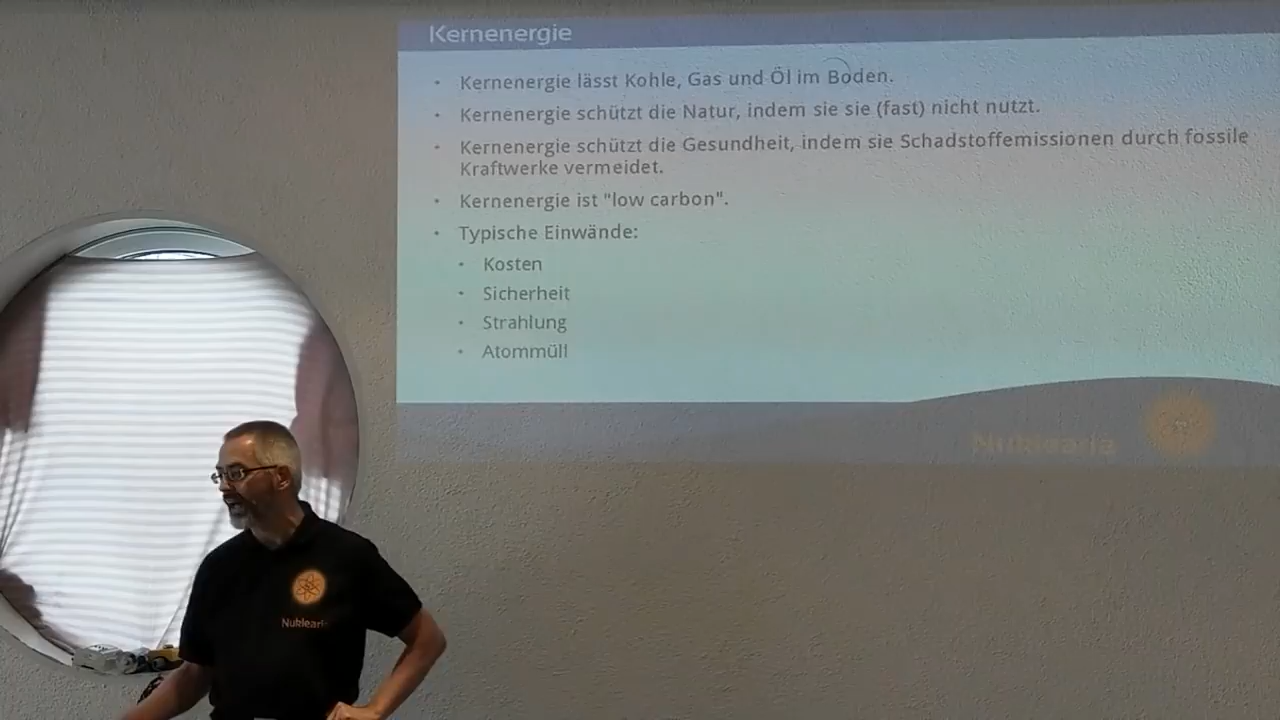 Kernenergie
• Kernenergie lässt Kohle, Gas und Öl im Boden.
• Kernenergie schützt die Natur, indem sie sie (fast) nicht nutzt.
• Kernenergie schützt die Gesundheit, indem sie Schadstoffemissionen durch fossile
Kraftwerke vermeidet.
• Kernenergie ist "low carbon".
• Typische Einwände:
• Kosten
• Sicherheit
• Strahlung
• Atommüll
Nuklearia
Nuklearia